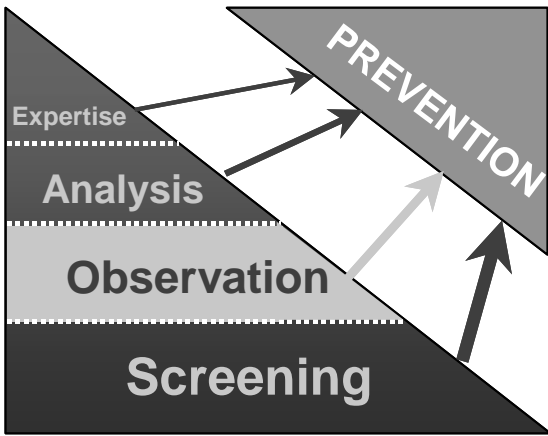 PREVENTION
Expertise
Analysis
Observation
Screening